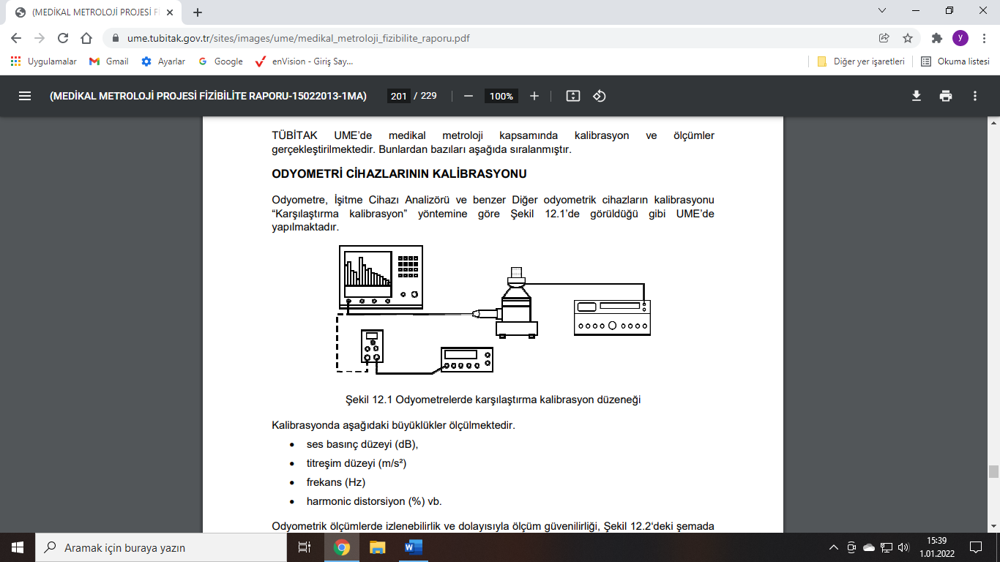 (MEDİKAL METROLOJİ PROJESİ Fİ
ume.tubitak.gov.tr/sites/images/ume/medikal_metroloji_fizibilite_raporu.pdf
y
Uygulamalar
Gmail
Ayarlar
Google
enVision - Giriş Say...
Diğer yer işaretleri
Okuma listesi
(MEDİKAL METROLOJİ PROJESİ FİZİBİLİTE RAPORU-15022013-1MA)
201 / 229
100%
TÜBİTAK UME’de medikal metroloji kapsamında kalibrasyon ve ölçümler
gerçekleştirilmektedir. Bunlardan bazıları aşağıda sıralanmıştır.
ODYOMETRİ CİHAZLARININ KALİBRASYONU
Odyometre, İşitme Cihazı Analizörü ve benzer Diğer odyometrik cihazların kalibrasyonu
“Karşılaştırma kalibrasyon” yöntemine göre Şekil 12.1’de görüldüğü gibi UME’de
yapılmaktadır.
Şekil 12.1 Odyometrelerde karşılaştırma kalibrasyon düzeneği
Kalibrasyonda aşağıdaki büyüklükler ölçülmektedir.
• ses basınç düzeyi (dB),
• titreşim düzeyi (m/s²)
• frekans (Hz)
• harmonic distorsiyon (%) vb.
Odyometrik ölçümlerde izlenebilirlik ve dolayısıyla ölçüm güvenilirliği, Şekil 12.2‘deki şemada
Aramak için buraya yazın
15:39
1.01.2022